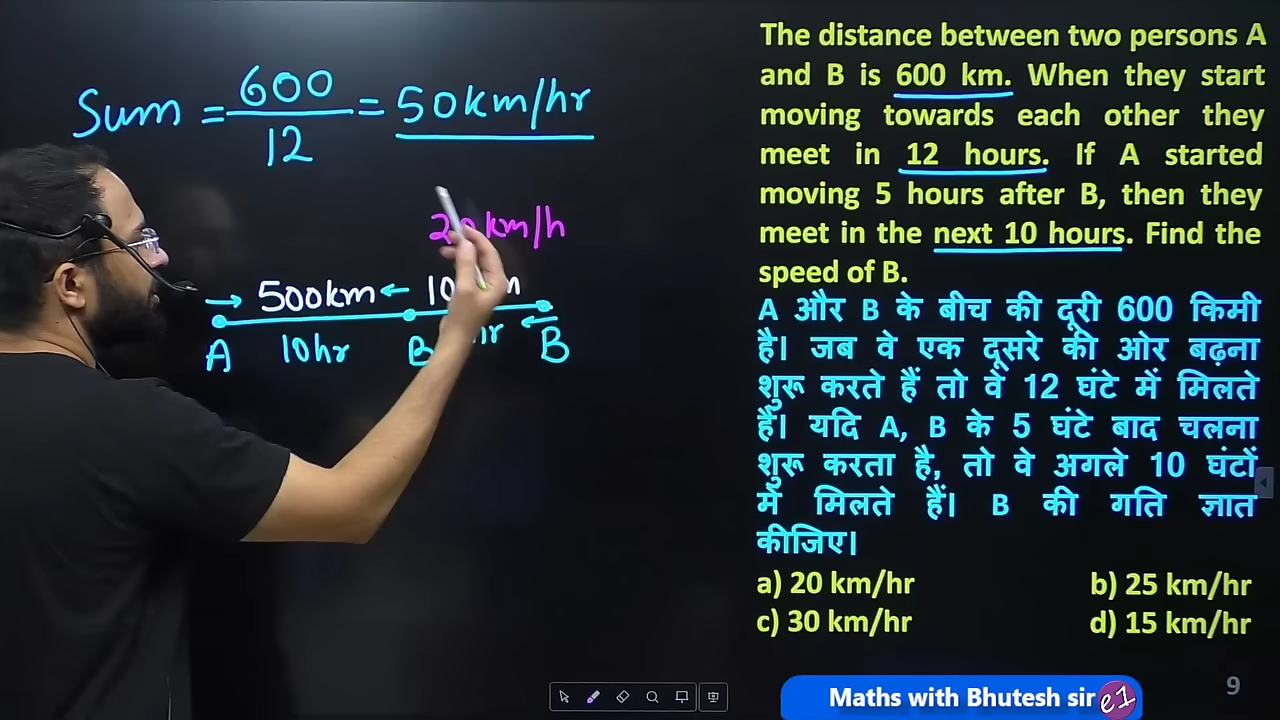 Sum = 600/12 = 50km/hr
km/h
500km
A 10hr B hr B
The distance between two persons A
and B is 600 km. When they start
moving towards each other they
meet in 12 hours. If A started
moving 5 hours after B, then they
meet in the next 10 hours. Find the
speed of B.
A और B के बीच की दूरी 600 किमी
है। जब वे एक दूसरे की ओर बढ़ना
शुरू करते हैं तो वे 12 घंटे में मिलते
हैं। यदि A, B के 5 घंटे बाद चलना
शुरू करता है, तो वे अगले 10 घंटों
में मिलते हैं। B की गति ज्ञात
कीजिए।
a) 20 km/hr b) 25 km/hr
c) 30 km/hr d) 15 km/hr
Maths with Bhutesh sir e1
9